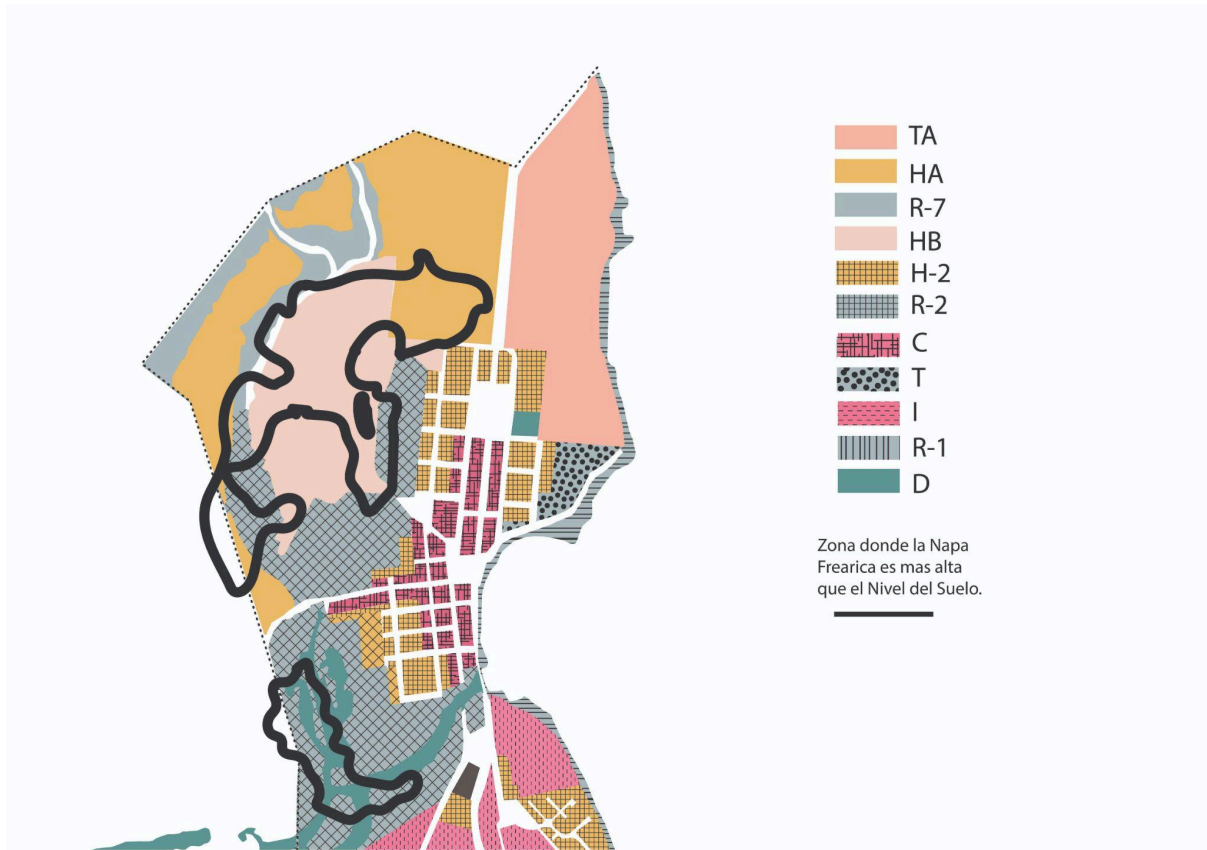 TA
HA
R-7
HB
H-2
R-2
C
T
I
R-1
D
Zona donde la Napa
Frearica es mas alta
que el Nivel del Suelo.